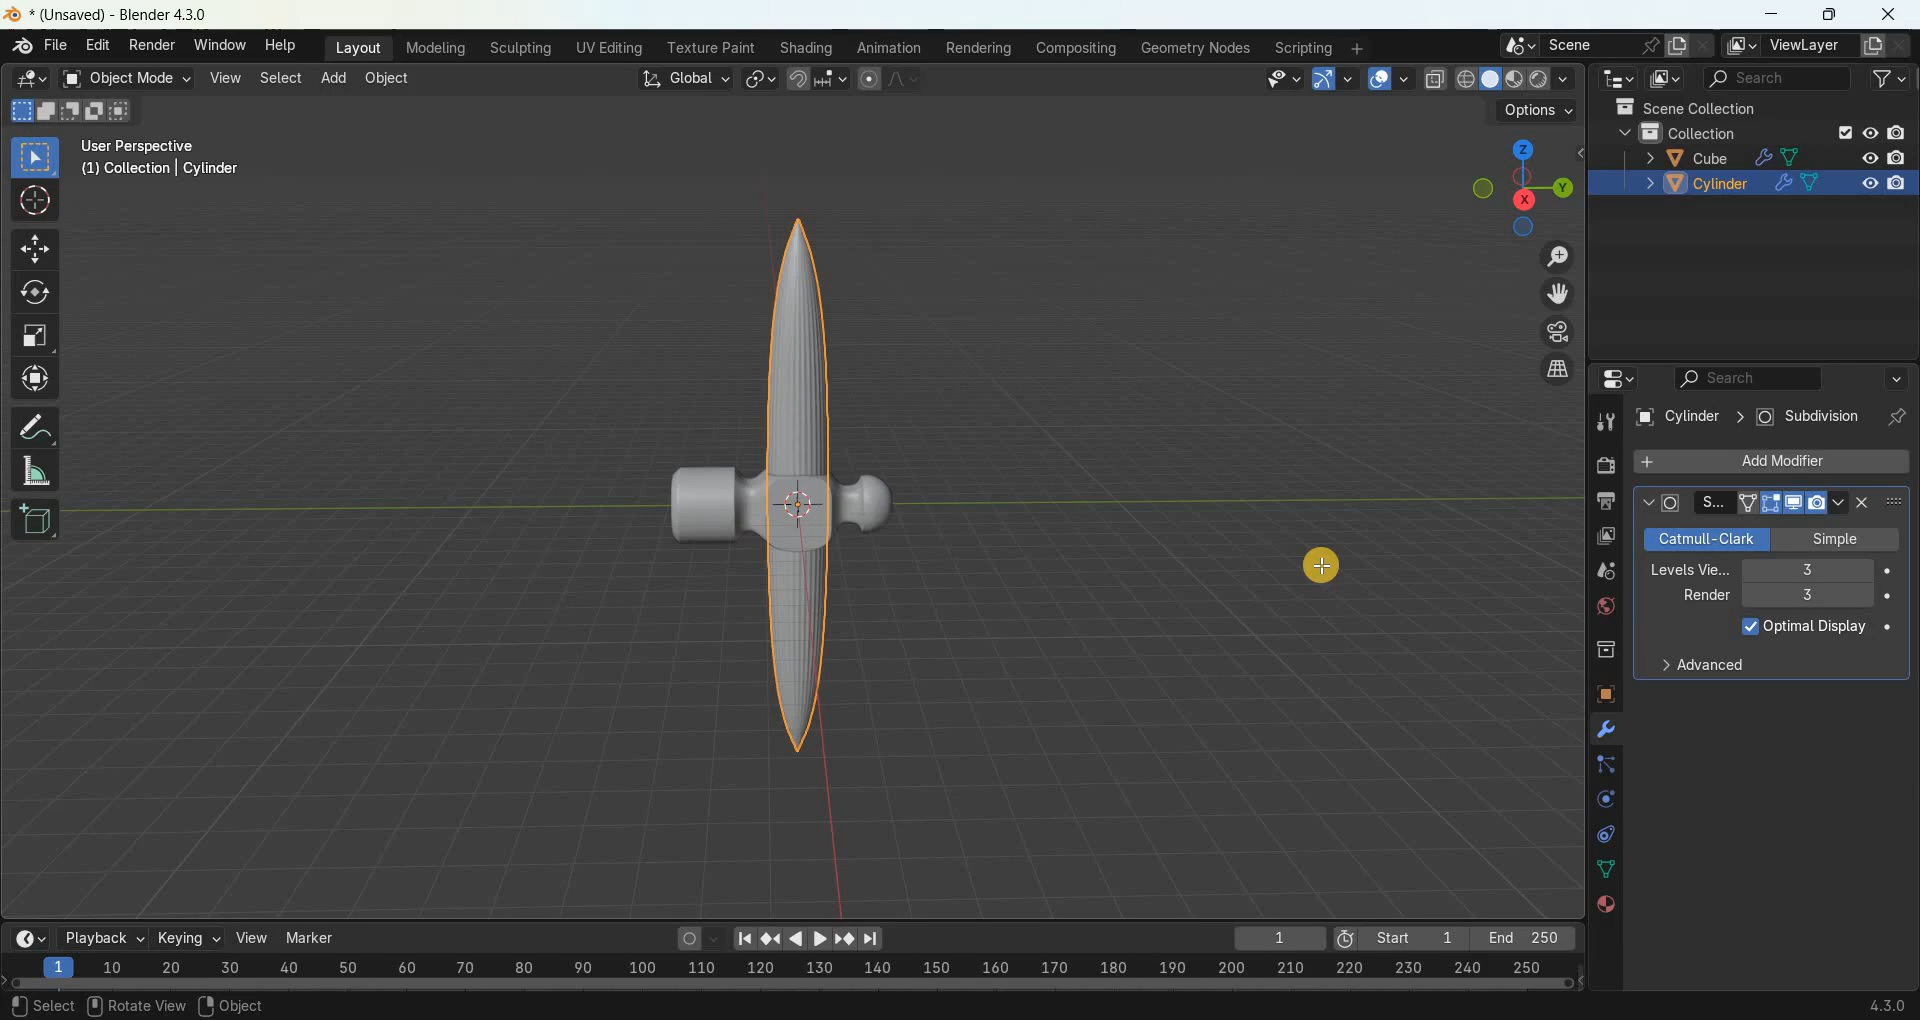 * (Unsaved) - Blender 4.3.0
File Edit Render Window Help Layout Modeling Sculpting UV Editing Texture Paint Shading Animation Rendering Compositing Geometry Nodes Scripting + Scene ViewLayer
Object Mode View Select Add Object Global Search
Options
User Perspective
(1) Collection | Cylinder
Z
Y
X
Scene Collection
Collection
Cube
Cylinder
Search
Cylinder > Subdivision
+ Add Modifier
S...
Catmull-Clark Simple
Levels Vie... 3
Render 3
Optimal Display
Advanced
Playback Keying View Marker 1 Start 1 End 250
1 10 20 30 40 50 60 70 80 90 100 110 120 130 140 150 160 170 180 190 200 210 220 230 240 250
Select Rotate View Object 4.3.0